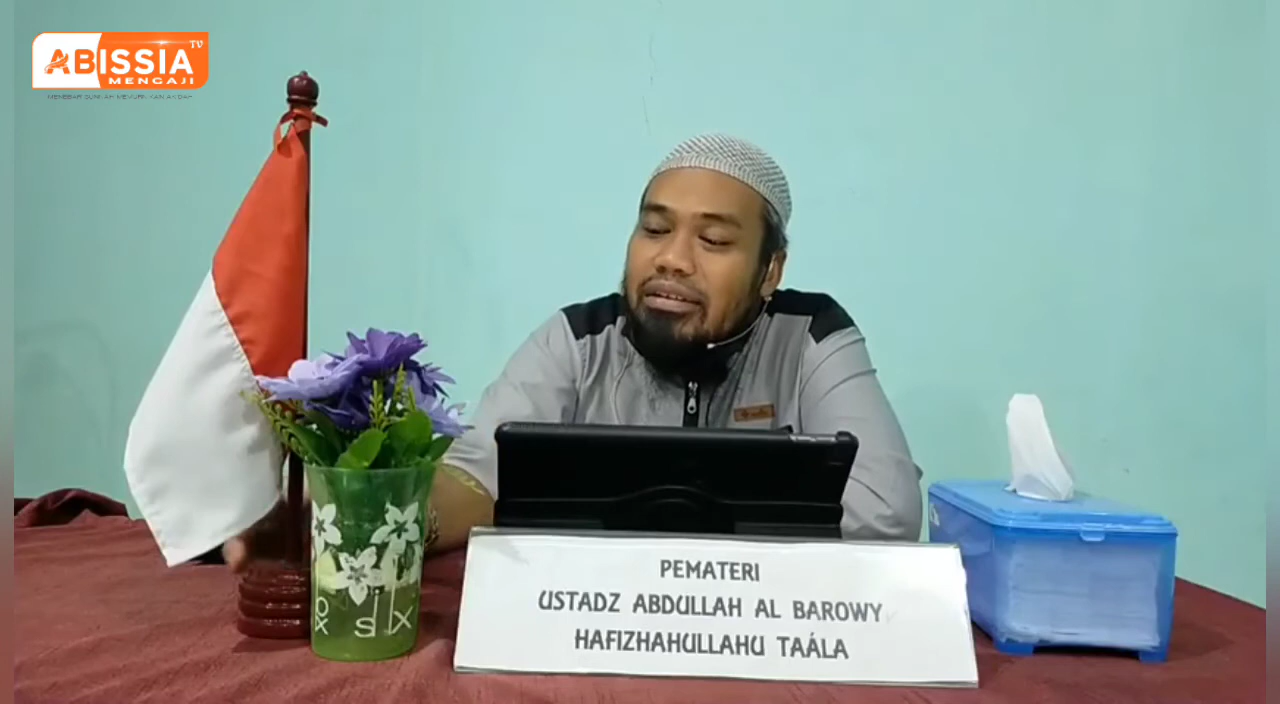 ABISSIA TV
MENGAJI
PEMATERI
USTADZ ABDULLAH AL BAROWY
HAFIZHAHULLAHU TAÁLA